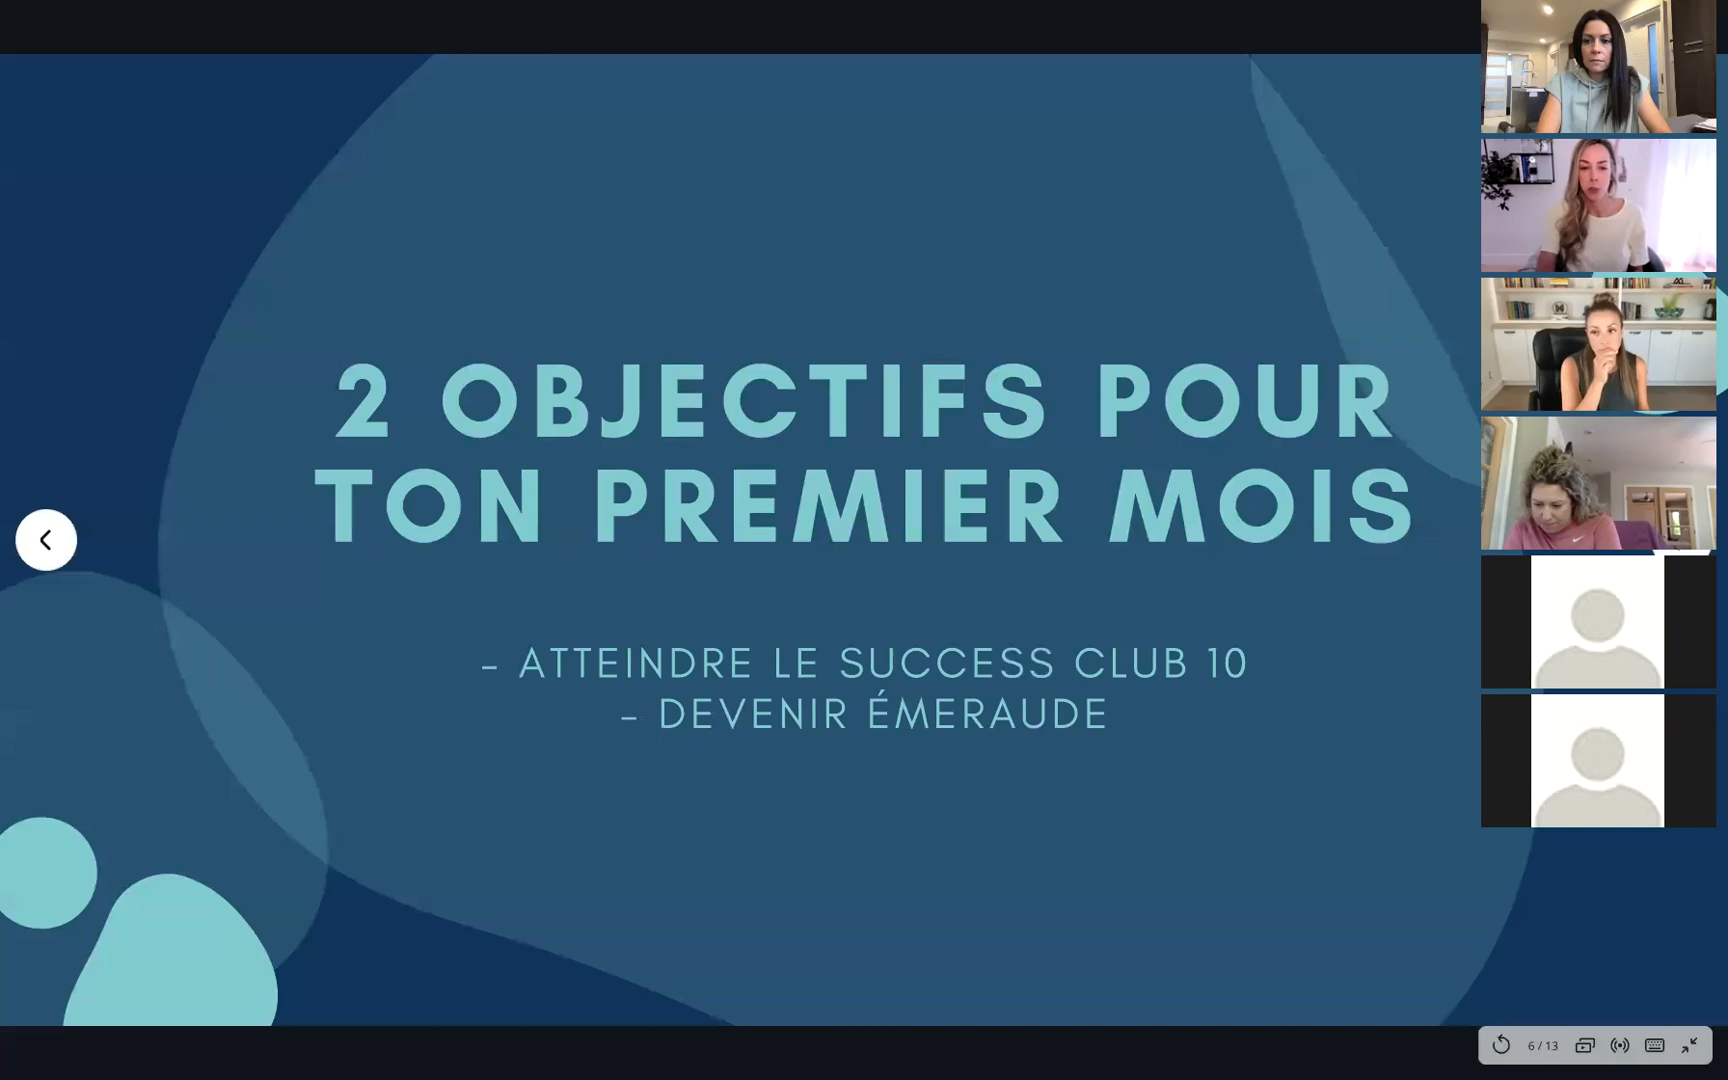 2 OBJECTIFS POUR
TON PREMIER MOIS
- ATTEINDRE LE SUCCESS CLUB 10
- DEVENIR ÉMERAUDE
6 / 13